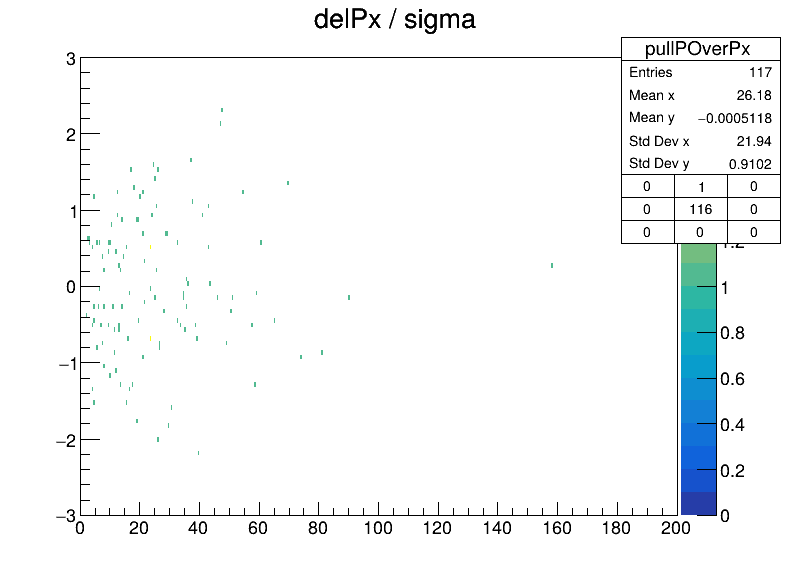 delPx / sigma
pullPOverPx
Entries 117
Mean x 26.18
Mean y −0.0005118
Std Dev x 21.94
Std Dev y 0.9102
0 1 0
0 116 0
0 0 0
3
2
1
0
−1
−2
−3
0 20 40 60 80 100 120 140 160 180 200
1
0.8
0.6
0.4
0.2
0